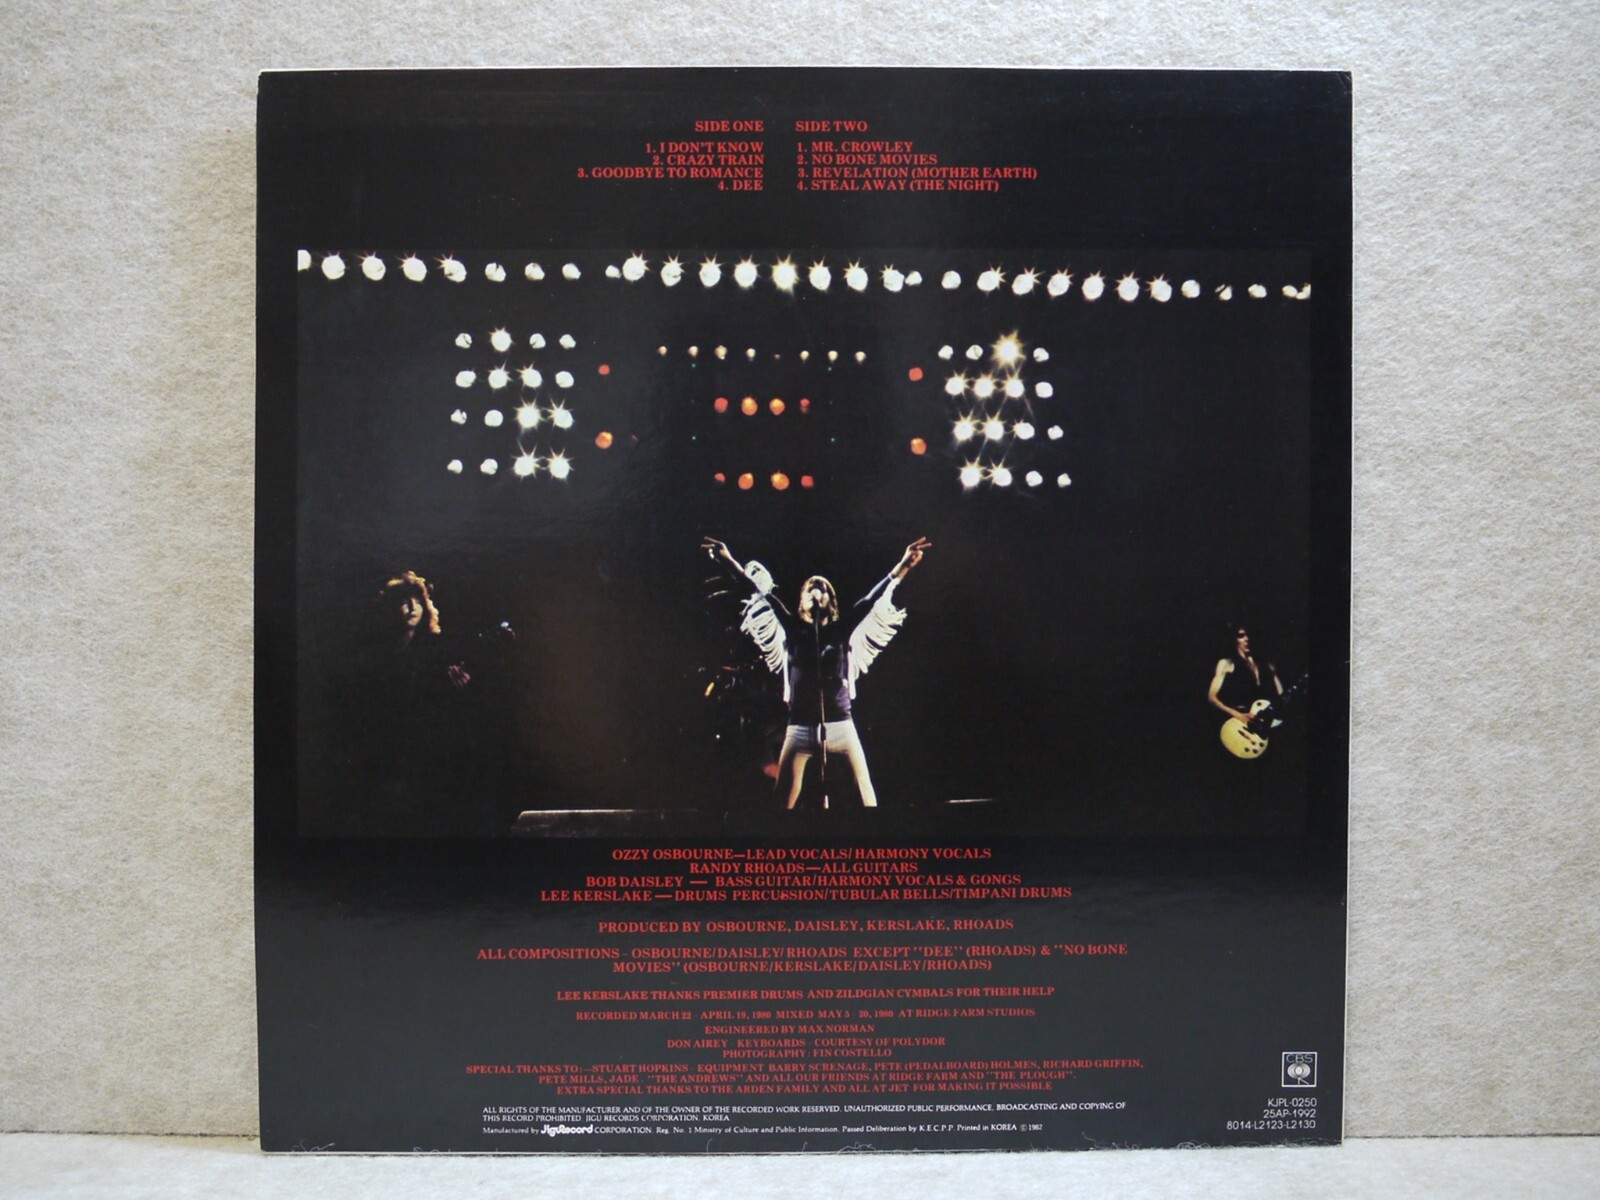 SIDE ONE
1. I DON'T KNOW
2. CRAZY TRAIN
3. GOODBYE TO ROMANCE
4. DEE
SIDE TWO
1. MR. CROWLEY
2. NO BONE MOVIES
3. REVELATION (MOTHER EARTH)
4. STEAL AWAY (THE NIGHT)
OZZY OSBOURNE—LEAD VOCALS/HARMONY VOCALS
RANDY RHOADS—ALL GUITARS
BOB DAISLEY — BASS GUITAR/HARMONY VOCALS & GONGS
LEE KERSLAKE—DRUMS PERCUSSION/TUBULAR BELLS/TIMPANI DRUMS
PRODUCED BY OSBOURNE, DAISLEY, KERSLAKE, RHOADS
ALL COMPOSITIONS - OSBOURNE/DAISLEY/RHOADS EXCEPT "DEE" (RHOADS) & "NO BONE
MOVIES" (OSBOURNE/KERSLAKE/DAISLEY/RHOADS)
LEE KERSLAKE THANKS PREMIER DRUMS AND ZILDGIAN CYMBALS FOR THEIR HELP
RECORDED MARCH 22 - APRIL 19, 1980 MIXED MAY 5 - 20, 1980 AT RIDGE FARM STUDIOS
ENGINEERED BY MAX NORMAN
DON AIREY - KEYBOARDS - COURTESY OF POLYDOR
PHOTOGRAPHY: FIN COSTELLO
SPECIAL THANKS TO:—STUART HOPKINS - EQUIPMENT BARRY SCRENAGE, PETE (PEDALBOARD) HOLMES, RICHARD GRIFFIN,
PETE MILLS, JADE. "THE ANDREWS" AND ALL OUR FRIENDS AT RIDGE FARM AND "THE PLOUGH".
EXTRA SPECIAL THANKS TO THE ARDEN FAMILY AND ALL AT JET FOR MAKING IT POSSIBLE
CBS
KJPL-0250
25AP-1992
8014-L2123-L2130
ALL RIGHTS OF THE MANUFACTURER AND OF THE OWNER OF THE RECORDED WORK RESERVED. UNAUTHORIZED PUBLIC PERFORMANCE, BROADCASTING AND COPYING OF
THIS RECORD PROHIBITED. JIGU RECORDS CORPORATION, KOREA
Manufactured by JiguRecord CORPORATION. Reg. No. 1 Ministry of Culture and Public Information. Passed Deliberation by K.E.C.P.P. Printed in KOREA ⓒ 1982